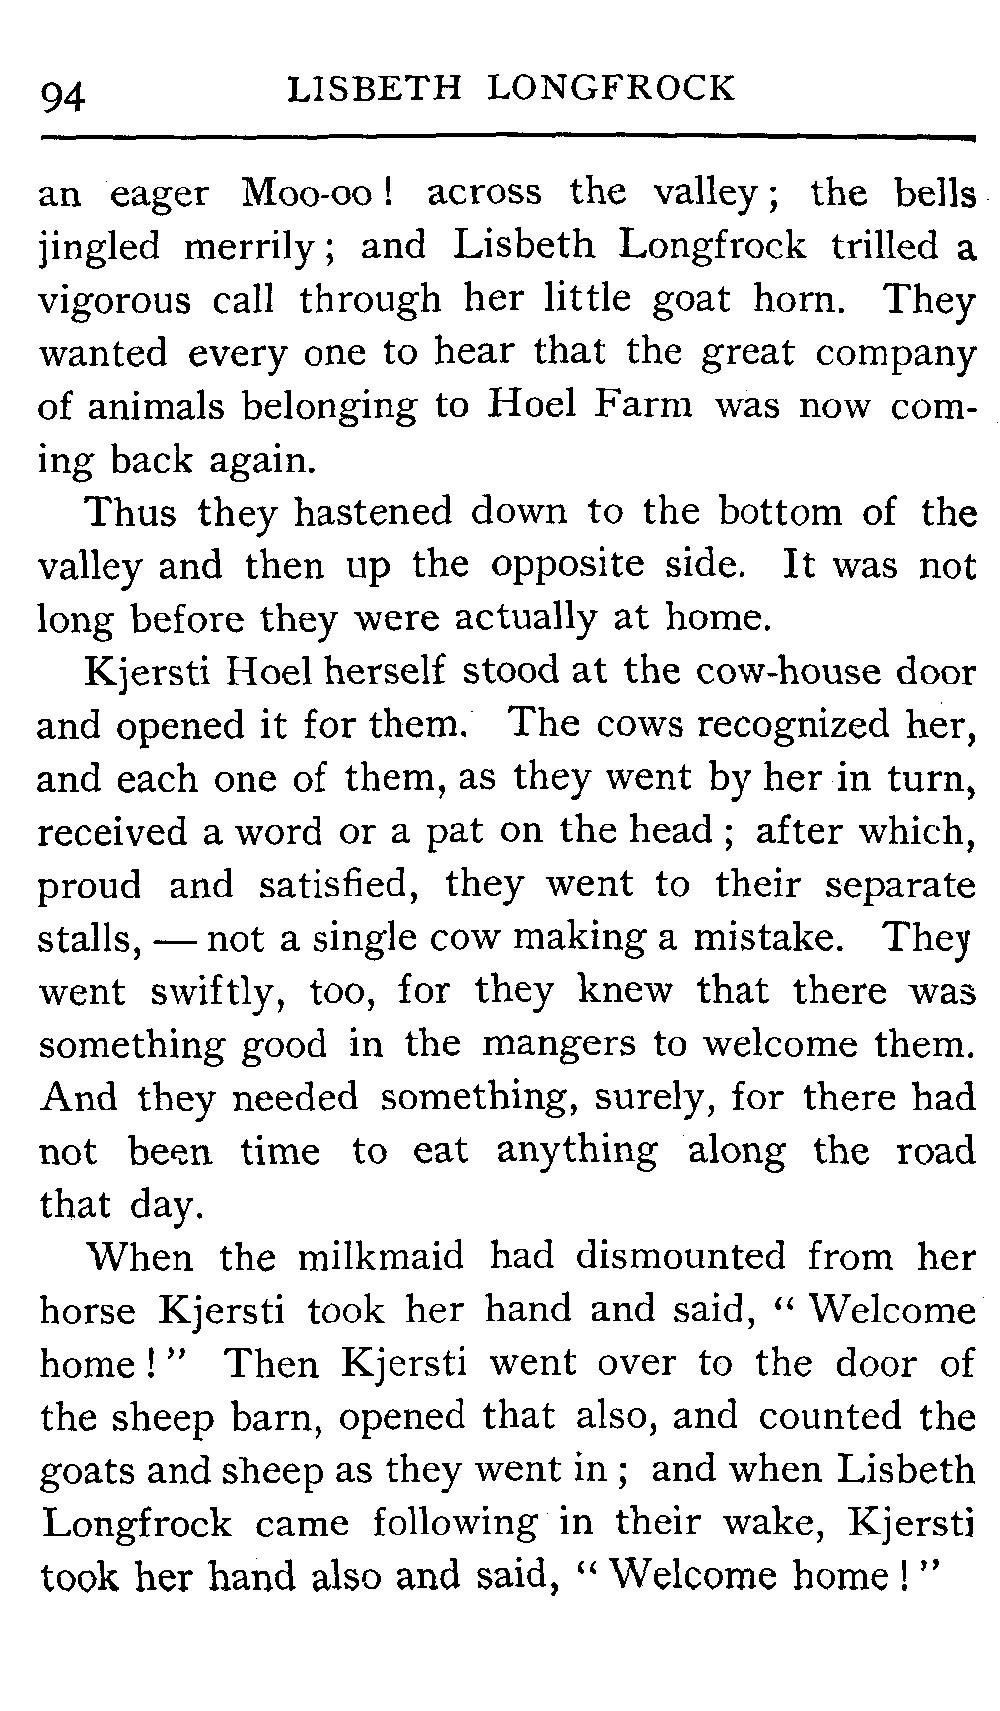 94 LISBETH LONGFROCK
an eager Moo-oo! across the valley; the bells
jingled merrily; and Lisbeth Longfrock trilled a
vigorous call through her little goat horn. They
wanted every one to hear that the great company
of animals belonging to Hoel Farm was now com-
ing back again.
Thus they hastened down to the bottom of the
valley and then up the opposite side. It was not
long before they were actually at home.
Kjersti Hoel herself stood at the cow-house door
and opened it for them. The cows recognized her,
and each one of them, as they went by her in turn,
received a word or a pat on the head; after which,
proud and satisfied, they went to their separate
stalls, — not a single cow making a mistake. They
went swiftly, too, for they knew that there was
something good in the mangers to welcome them.
And they needed something, surely, for there had
not been time to eat anything along the road
that day.
When the milkmaid had dismounted from her
horse Kjersti took her hand and said, “Welcome
home!” Then Kjersti went over to the door of
the sheep barn, opened that also, and counted the
goats and sheep as they went in; and when Lisbeth
Longfrock came following in their wake, Kjersti
took her hand also and said, “Welcome home!”